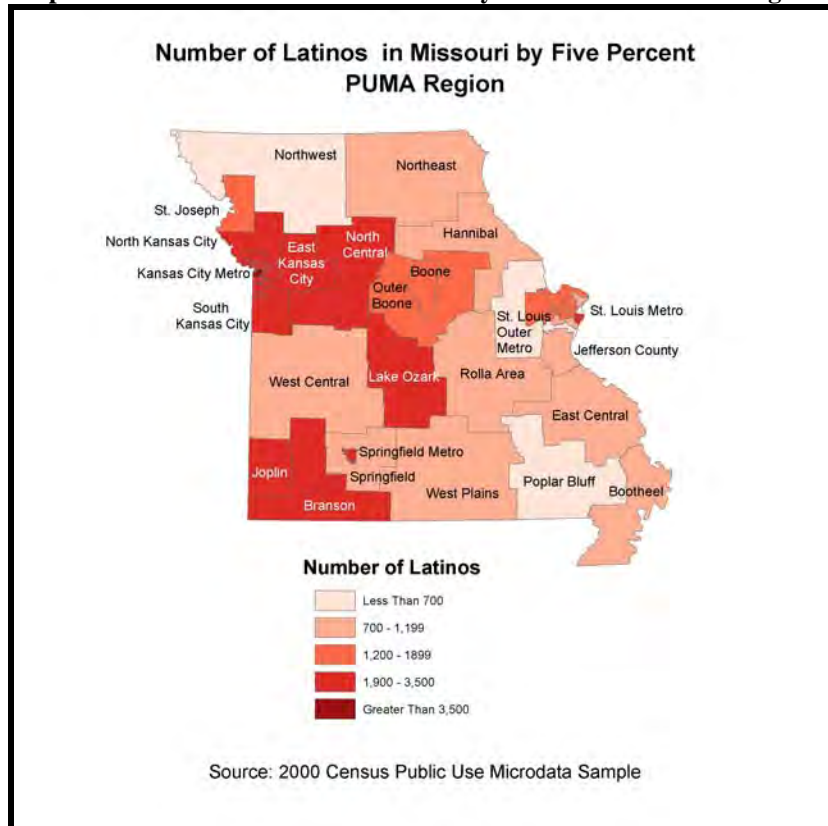 Number of Latinos in Missouri by Five Percent
PUMA Region
Northwest
Northeast
St. Joseph
Hannibal
North Kansas City
North
Central
East
Kansas
City
Boone
Kansas City Metro
Outer
Boone
South
Kansas City
St. Louis
Outer
Metro
St. Louis Metro
Jefferson County
West Central
Lake Ozark
Rolla Area
East Central
Springfield Metro
Joplin
Springfield
Poplar Bluff
Bootheel
West Plains
Branson
Number of Latinos
Less Than 700
700 - 1,199
1,200 - 1899
1,900 - 3,500
Greater Than 3,500
Source: 2000 Census Public Use Microdata Sample